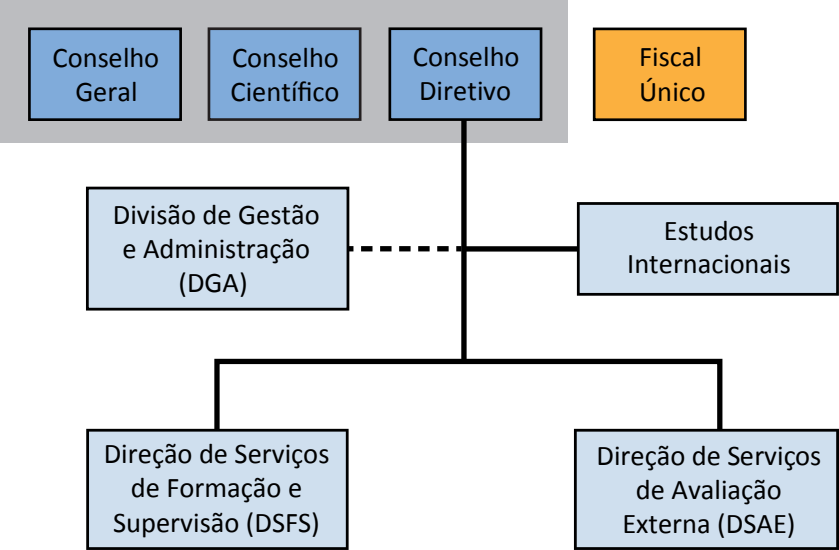 Conselho
Geral
Conselho
Científico
Conselho
Diretivo
Fiscal
Único
Divisão de Gestão
e Administração
(DGA)
Estudos
Internacionais
Direção de Serviços
de Formação e
Supervisão (DSFS)
Direção de Serviços
de Avaliação
Externa (DSAE)